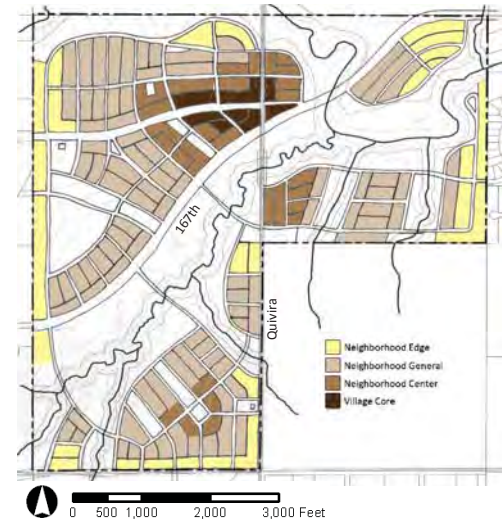 167th
Quivira
Neighborhood Edge
Neighborhood General
Neighborhood Center
Village Core
0 500 1,000 2,000 3,000 Feet